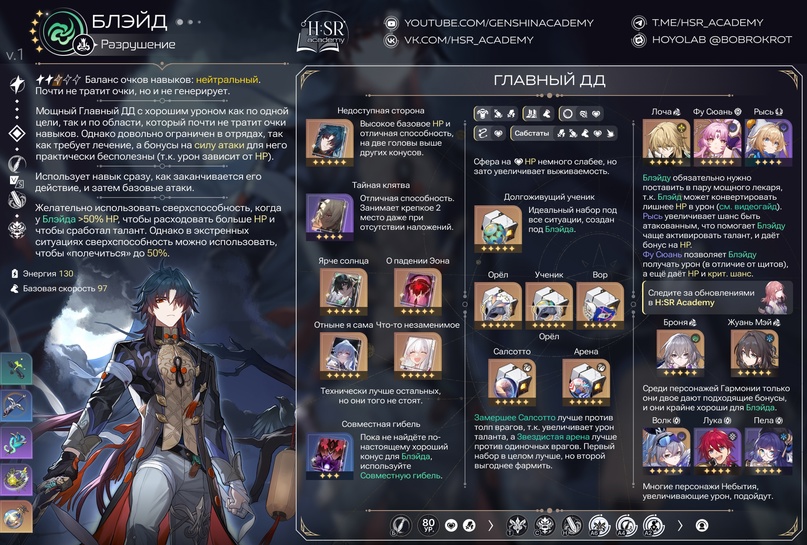 БЛЭЙД
Разрушение
v.1
H:SR
academy
YOUTUBE.COM/GENSHINACADEMY
VK.COM/HSR_ACADEMY
T.ME/HSR_ACADEMY
HOYOLAB @BOBROKROT
Баланс очков навыков: нейтральный.
Почти не тратит очки, но и не генерирует.
Мощный Главный ДД с хорошим уроном как по одной
цели, так и по области, который почти не тратит очки
навыков. Однако довольно ограничен в отрядах, так
как требует лечение, а бонусы на силу атаки для него
практически бесполезны (т.к. урон зависит от HP).
Использует навык сразу, как заканчивается его
действие, и затем базовые атаки.
Желательно использовать сверхспособность, когда
у Блейда >50% HP, чтобы расходовать больше HP и
чтобы сработал талант. Однако в экстренных
ситуациях сверхспособность можно использовать,
чтобы «полечиться» до 50%.
Энергия 130
Базовая скорость 97
ГЛАВНЫЙ ДД
Недоступная сторона
Высокое базовое HP и
отличная способность,
на две головы выше
других конусов.
Тайная клятва
Отличная способность.
Занимает крепкое 2
место даже при
отсутствии наложений.
Ярче солнца
О падении Эона
Отныне я сама
Что-то незаменимое
Технически лучше остальных,
но они того не стоят.
Совместная гибель
Пока не найдёте по-
настоящему хороший
конус для Блейда,
используйте
Совместную гибель.
Сабстаты
Сфера на HP немного слабее, но
зато увеличивает выживаемость.
Долгоживущий ученик
Идеальный набор под
все ситуации, создан
под Блейда.
Орёл
Ученик
Вор
Орёл
Салсотто
Арена
Замершее Салсотто лучше против
толп врагов, т.к. увеличивает урон
таланта, а Звездистая арена лучше
против одиночных врагов. Первый
набор в целом лучше, но второй
выгоднее фармить.
Лоча
Фу Сюань
Рысь
Блейду обязательно нужно
поставить в пару мощного лекаря,
т.к. Блейд может конвертировать
лишнее HP в урон (см. видеогайд).
Рысь увеличивает шанс быть
атакованным, что помогает Блейду
чаще активировать талант, и даёт
бонус на HP.
Фу Сюань позволяет Блейду
получать урон (в отличие от щитов),
а ещё даёт HP и крит. шанс.
Следите за обновлениями
в H:SR Academy
Броня
Жуань Мэй
Среди персонажей Гармонии только
они двое дают подходящие бонусы,
и они крайне хороши для Блейда.
Волк
Лука
Пела
Многие персонажи Небытия,
увеличивающие урон, подойдут.
80
УР.